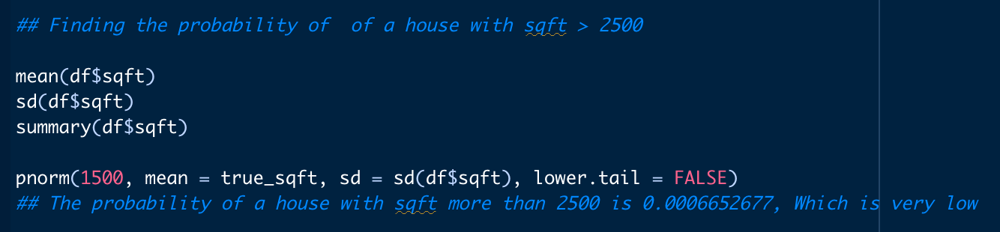 ## Finding the probability of  of a house with sqft > 2500
mean(df$sqft)
sd(df$sqft)
summary(df$sqft)
pnorm(1500, mean = true_sqft, sd = sd(df$sqft), lower.tail = FALSE)
## The probability of a house with sqft more than 2500 is 0.0006652677, Which is very low